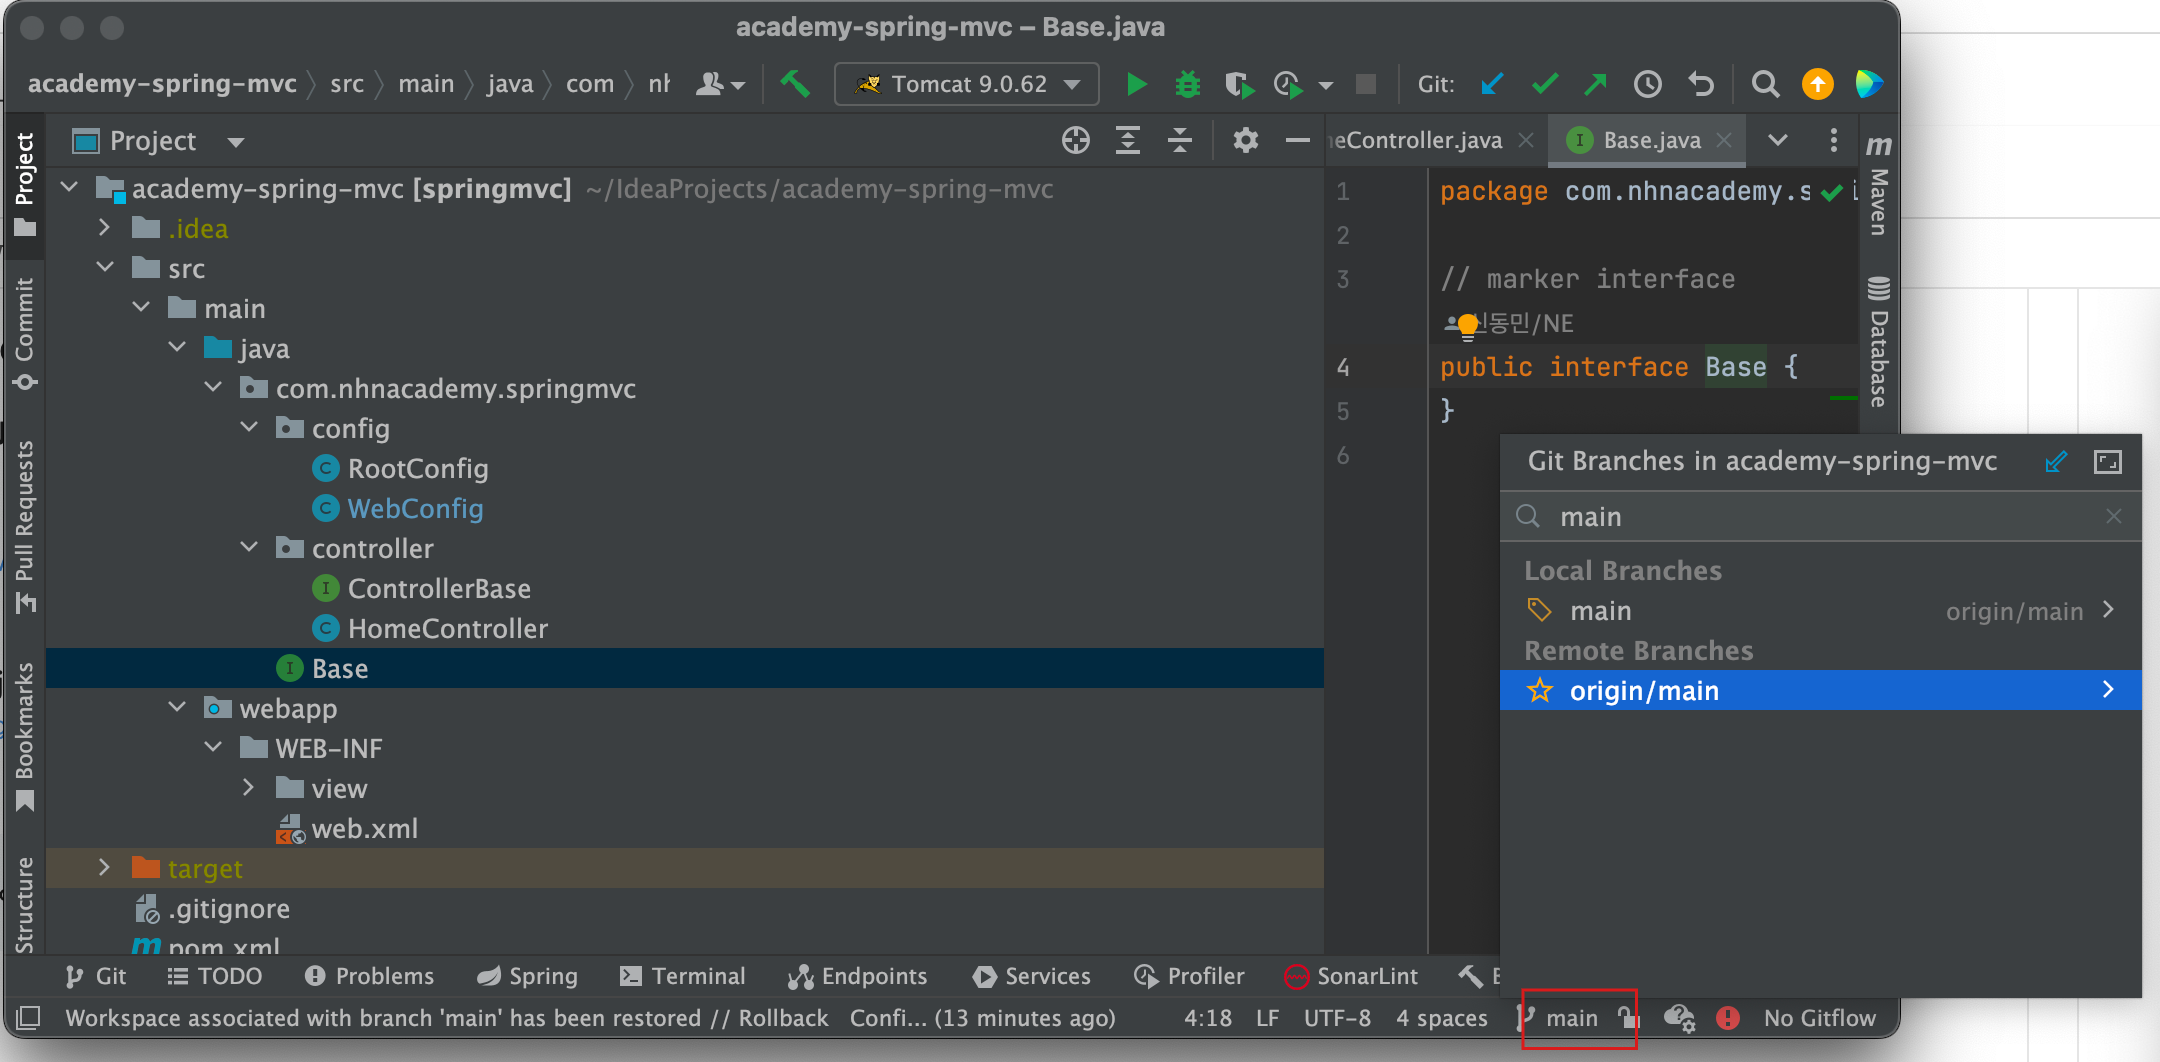 academy-spring-mvc – Base.java
academy-spring-mvc src main java com nh
Tomcat 9.0.62
Git:
Project
eController.java
Base.java
Project
Commit
Pull Requests
Bookmarks
Structure
academy-spring-mvc [springmvc] ~/IdeaProjects/academy-spring-mvc
.idea
src
main
java
com.nhnacademy.springmvc
config
RootConfig
WebConfig
controller
ControllerBase
HomeController
Base
webapp
WEB-INF
view
web.xml
target
.gitignore
pom.xml
1 package com.nhnacademy.s
2
3 // marker interface
신동민/NE
4 public interface Base {
5 }
6
m
Maven
Database
Git Branches in academy-spring-mvc
main
Local Branches
main origin/main
Remote Branches
origin/main
Git TODO Problems Spring Terminal Endpoints Services Profiler SonarLint
Workspace associated with branch 'main' has been restored // Rollback Confi... (13 minutes ago) 4:18 LF UTF-8 4 spaces main No Gitflow